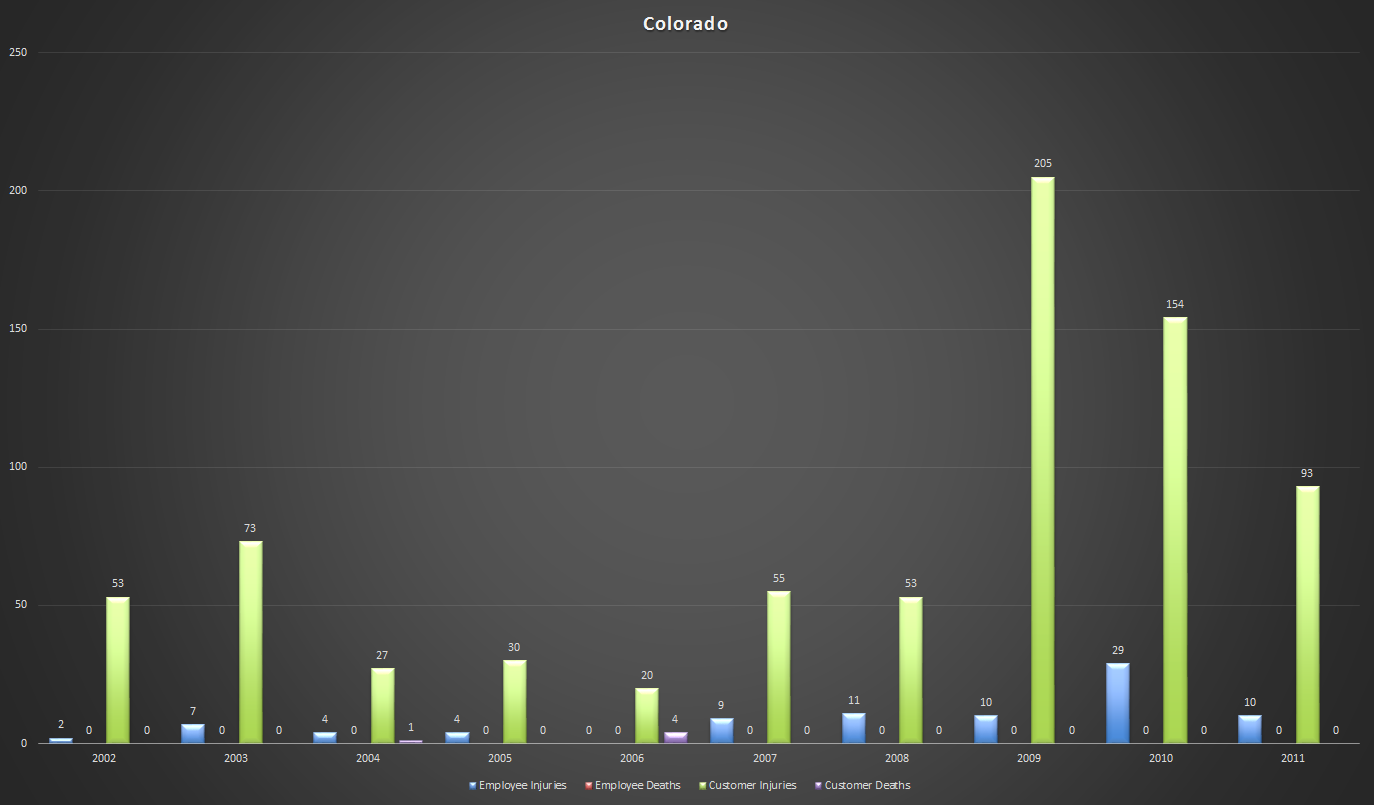 Colorado
250
200
150
100
50
0
2 0 53 0
7 0 73 0
4 0 27 1
4 0 30 0
0 0 20 4
9 0 55 0
11 0 53 0
10 0 205 0
29 0 154 0
10 0 93 0
2002 2003 2004 2005 2006 2007 2008 2009 2010 2011
Employee Injuries Employee Deaths Customer Injuries Customer Deaths